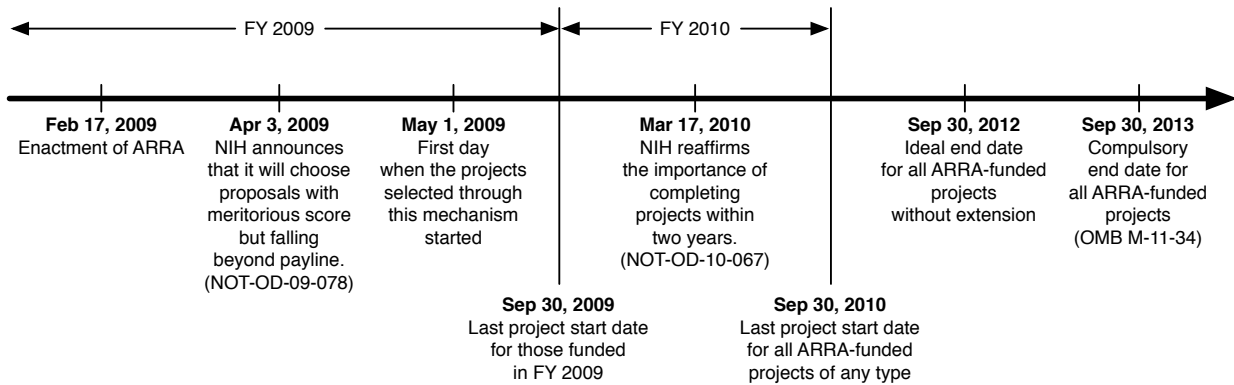 FY 2009
FY 2010
Feb 17, 2009
Enactment of ARRA
Apr 3, 2009
NIH announces
that it will choose
proposals with
meritorious score
but falling
beyond payline.
(NOT-OD-09-078)
May 1, 2009
First day
when the projects
selected through
this mechanism
started
Mar 17, 2010
NIH reaffirms
the importance of
completing
projects within
two years.
(NOT-OD-10-067)
Sep 30, 2012
Ideal end date
for all ARRA-funded
projects
without extension
Sep 30, 2013
Compulsory
end date for
all ARRA-funded
projects
(OMB M-11-34)
Sep 30, 2009
Last project start date
for those funded
in FY 2009
Sep 30, 2010
Last project start date
for all ARRA-funded
projects of any type